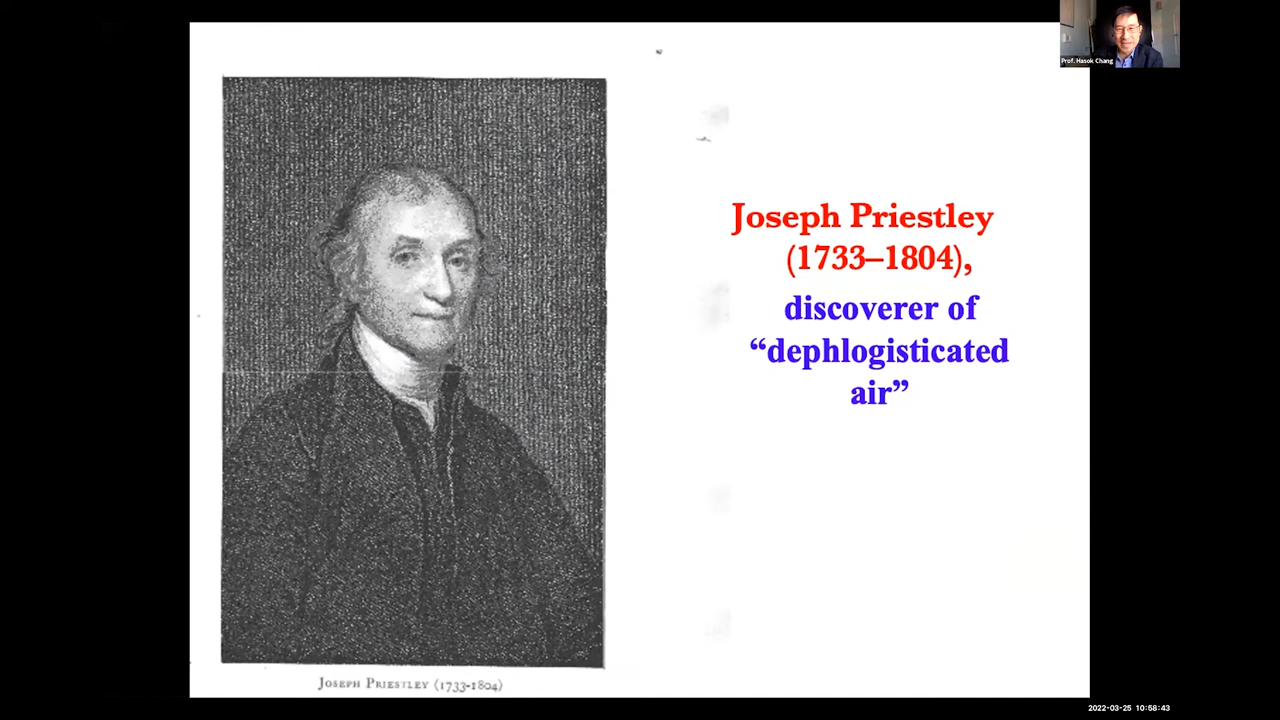 Prof. Hasok Chang
Joseph Priestley
(1733–1804),
discoverer of
“dephlogisticated
air”
JOSEPH PRIESTLEY (1733-1804)
2022-03-25 10:58:43